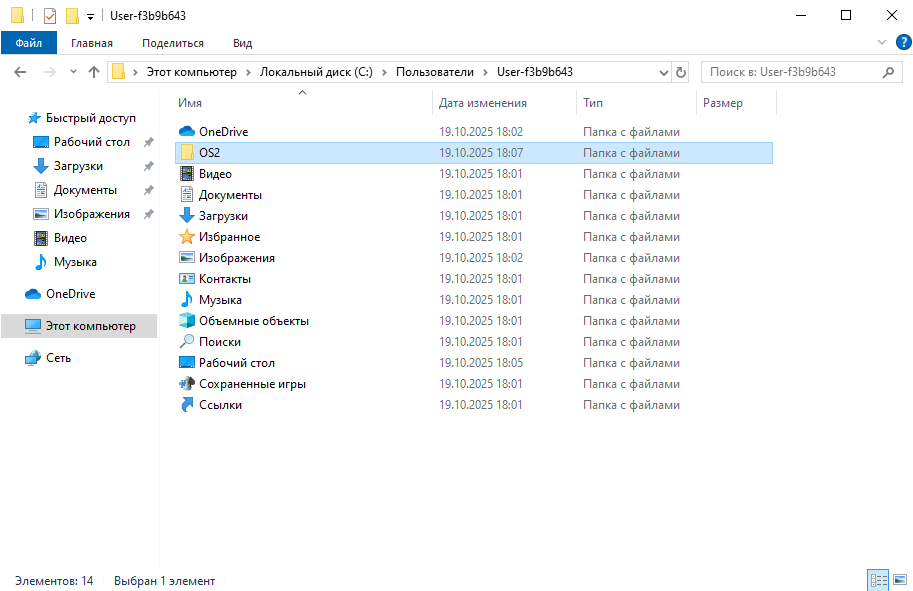 User-f3b9b643
Файл Главная Поделиться Вид
Этот компьютер Локальный диск (C:) Пользователи User-f3b9b643 Поиск в: User-f3b9b643
Быстрый доступ
Рабочий стол
Загрузки
Документы
Изображения
Видео
Музыка
OneDrive
Этот компьютер
Сеть
Имя Дата изменения Тип Размер
OneDrive 19.10.2025 18:02 Папка с файлами
OS2 19.10.2025 18:07 Папка с файлами
Видео 19.10.2025 18:01 Папка с файлами
Документы 19.10.2025 18:01 Папка с файлами
Загрузки 19.10.2025 18:01 Папка с файлами
Избранное 19.10.2025 18:01 Папка с файлами
Изображения 19.10.2025 18:02 Папка с файлами
Контакты 19.10.2025 18:01 Папка с файлами
Музыка 19.10.2025 18:01 Папка с файлами
Объемные объекты 19.10.2025 18:01 Папка с файлами
Поиски 19.10.2025 18:01 Папка с файлами
Рабочий стол 19.10.2025 18:05 Папка с файлами
Сохраненные игры 19.10.2025 18:01 Папка с файлами
Ссылки 19.10.2025 18:01 Папка с файлами
Элементов: 14 Выбран 1 элемент